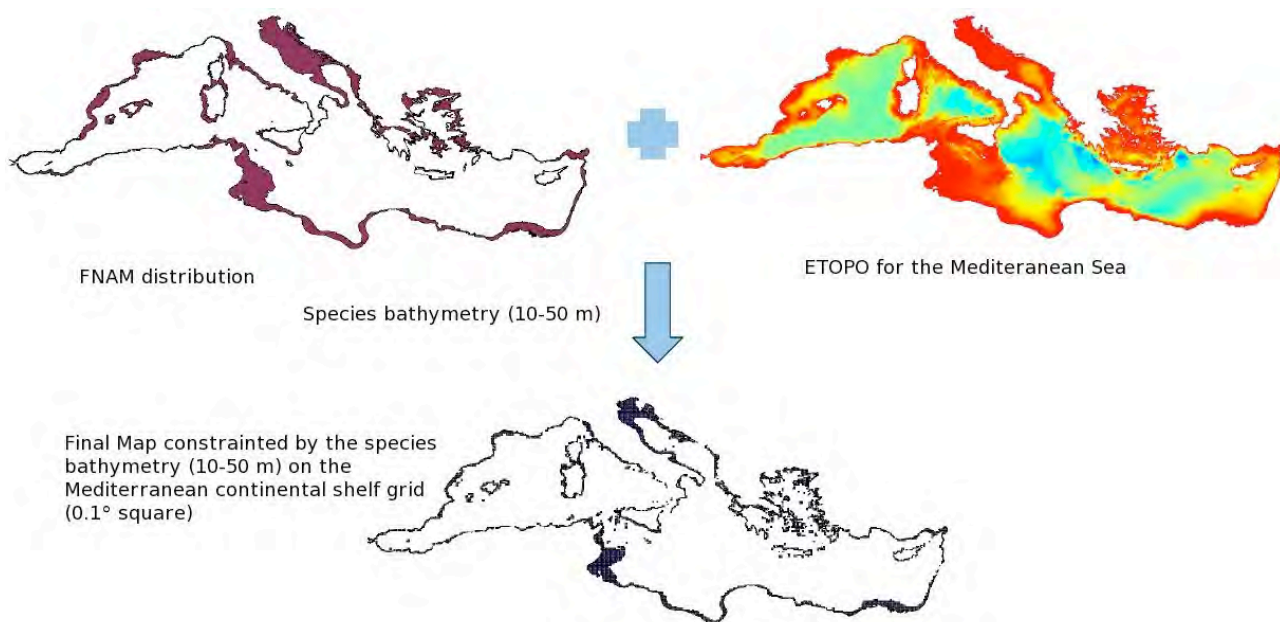 FNAM distribution
ETOPO for the Mediteranean Sea
Species bathymetry (10-50 m)
Final Map constrainted by the species
bathymetry (10-50 m) on the
Mediterranean continental shelf grid
(0.1° square)